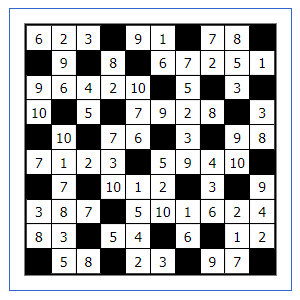 6 2 3 9 1 7 8
9 8 6 7 2 5 1
9 6 4 2 10 5 3
10 5 7 9 2 8 3
10 7 6 3 9 8
7 1 2 3 5 9 4 10
7 10 1 2 3 9
3 8 7 5 10 1 6 2 4
8 3 5 4 6 1 2
5 8 2 3 9 7